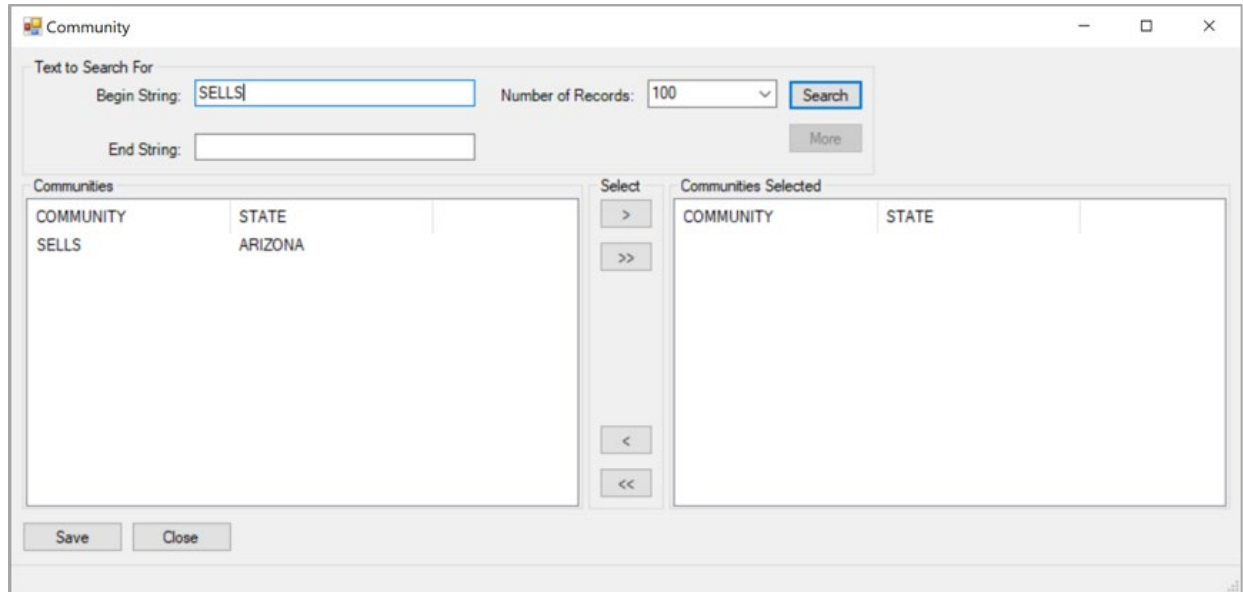 Community
Text to Search For
Begin String: SELLS Number of Records: 100 Search
End String: More
Communities Select Communities Selected
COMMUNITY STATE > COMMUNITY STATE
SELLS ARIZONA
>>
<
<<
Save Close